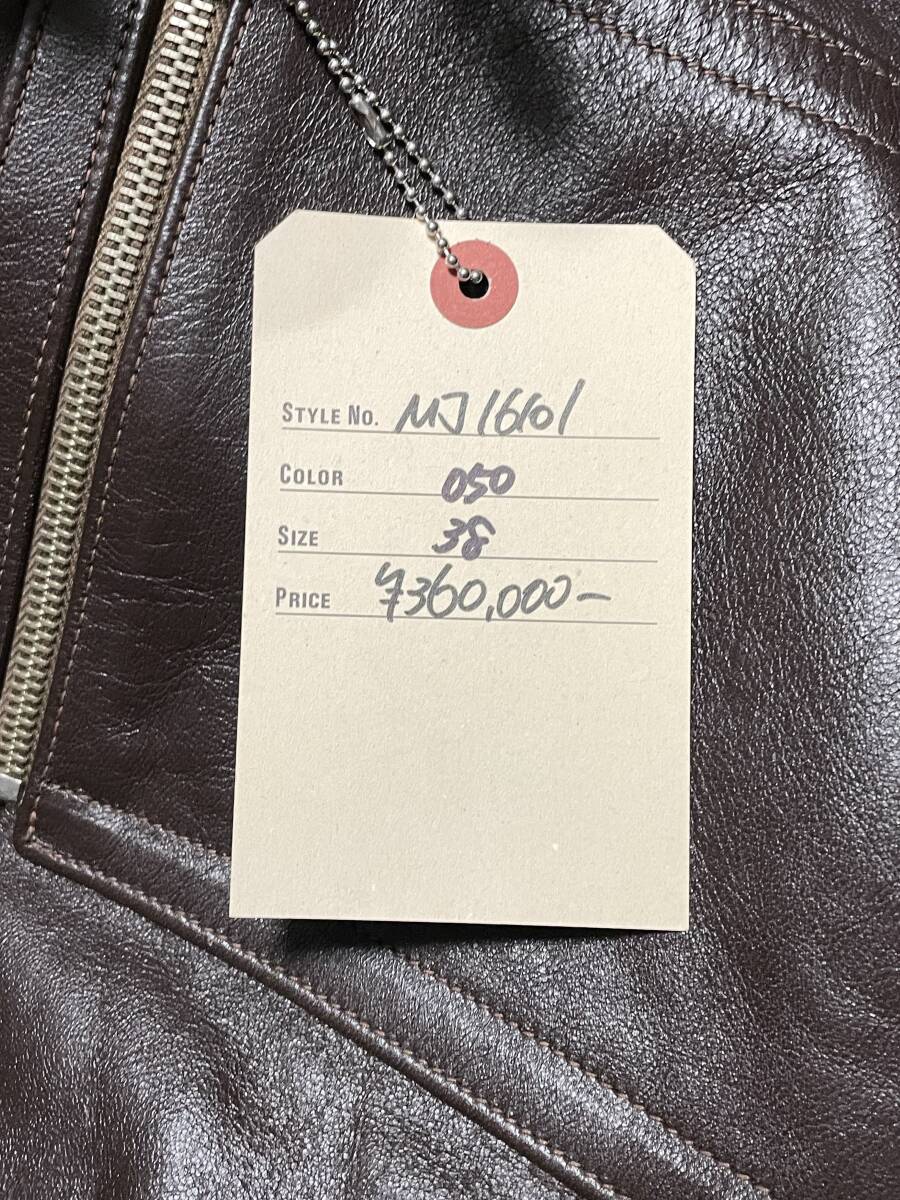 STYLE NO. MJ16101
COLOR 050
SIZE 38
PRICE ¥360,000-